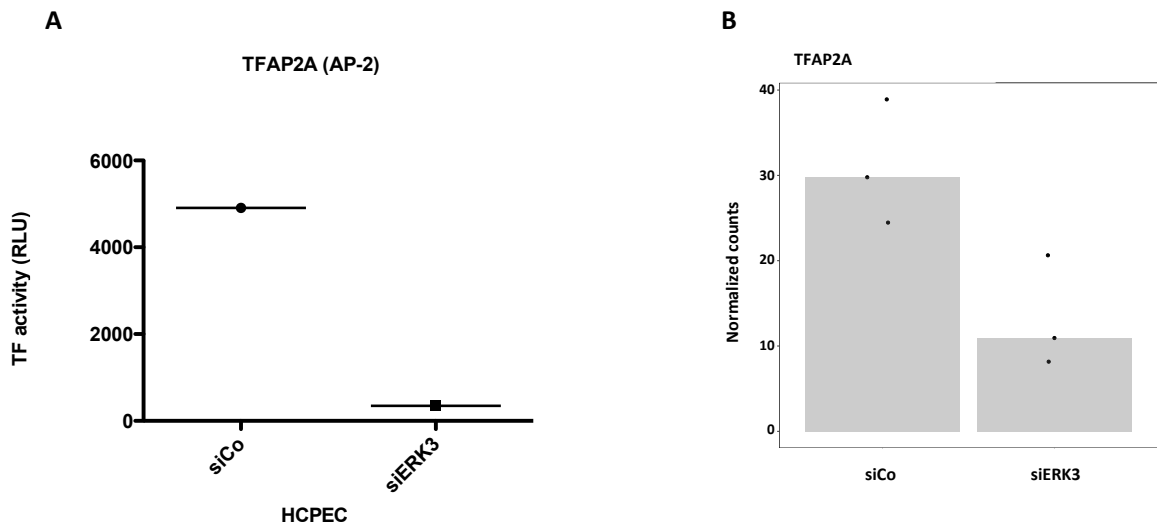 A
TFAP2A (AP-2)
TF activity (RLU)
6000
4000
2000
0
siCo
siERK3
HCPEC
B
TFAP2A
Normalized counts
40
30
20
10
0
siCo
siERK3